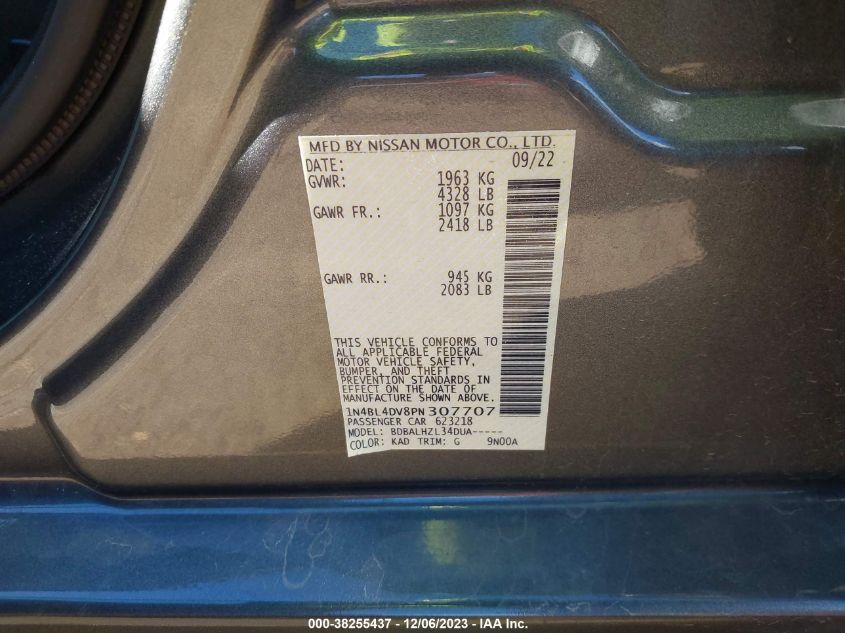 MFD BY NISSAN MOTOR CO., LTD.
DATE: 09/22
GVWR: 1963 KG
4328 LB
GAWR FR.: 1097 KG
2418 LB
GAWR RR.: 945 KG
2083 LB
THIS VEHICLE CONFORMS TO
ALL APPLICABLE FEDERAL
MOTOR VEHICLE SAFETY,
BUMPER, AND THEFT
PREVENTION STANDARDS IN
EFFECT ON THE DATE OF
MANUFACTURE SHOWN ABOVE.
1N4BL4DV8PN307707
PASSENGER CAR 623218
MODEL: BDBALHZL34DUA-----
COLOR: KAD TRIM: G 9N00A
000-38255437 - 12/06/2023 - IAA Inc.